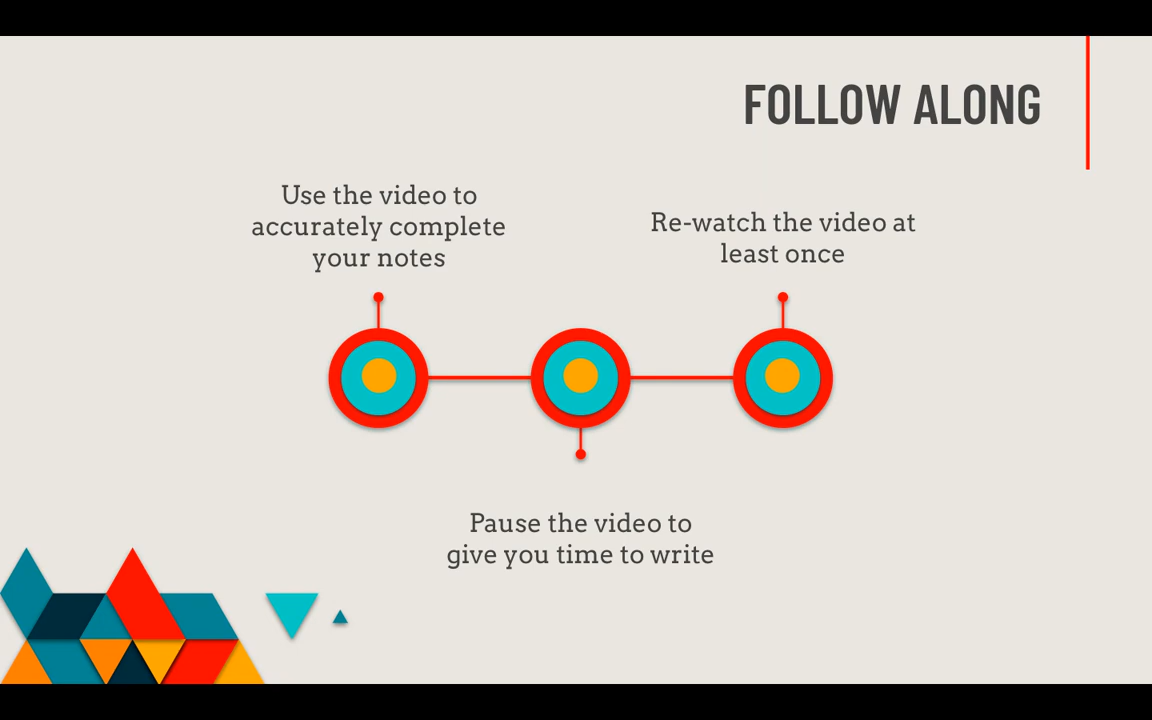 FOLLOW ALONG
Use the video to
accurately complete
your notes
Re-watch the video at
least once
Pause the video to
give you time to write